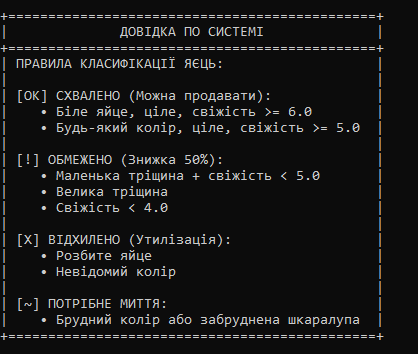 ДОВІДКА ПО СИСТЕМІ
ПРАВИЛА КЛАСИФІКАЦІЇ ЯЄЦЬ:
[OK] СХВАЛЕНО (Можна продавати):
• Біле яйце, ціле, свіжість >= 6.0
• Будь-який колір, ціле, свіжість >= 5.0
[!] ОБМЕЖЕНО (Знижка 50%):
• Маленька тріщина + свіжість < 5.0
• Велика тріщина
• Свіжість < 4.0
[X] ВІДХИЛЕНО (Утилізація):
• Розбите яйце
• Невідомий колір
[~] ПОТРІБНЕ МИТТЯ:
• Брудний колір або забруднена шкаралупа